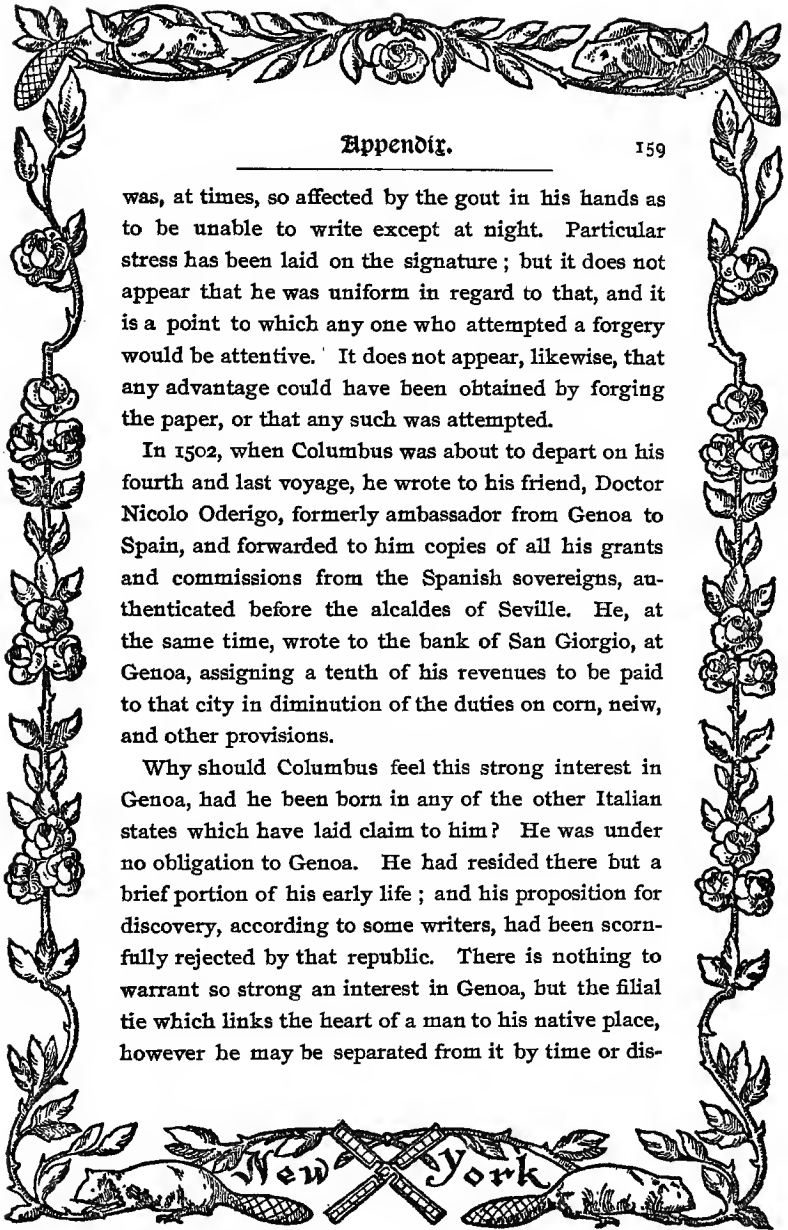 Appendix. 159
was, at times, so affected by the gout in his hands as
to be unable to write except at night. Particular
stress has been laid on the signature ; but it does not
appear that he was uniform in regard to that, and it
is a point to which any one who attempted a forgery
would be attentive. It does not appear, likewise, that
any advantage could have been obtained by forging
the paper, or that any such was attempted.
In 1502, when Columbus was about to depart on his
fourth and last voyage, he wrote to his friend, Doctor
Nicolo Oderigo, formerly ambassador from Genoa to
Spain, and forwarded to him copies of all his grants
and commissions from the Spanish sovereigns, au-
thenticated before the alcaldes of Seville. He, at
the same time, wrote to the bank of San Giorgio, at
Genoa, assigning a tenth of his revenues to be paid
to that city in diminution of the duties on corn, neiw,
and other provisions.
Why should Columbus feel this strong interest in
Genoa, had he been born in any of the other Italian
states which have laid claim to him? He was under
no obligation to Genoa. He had resided there but a
brief portion of his early life ; and his proposition for
discovery, according to some writers, had been scorn-
fully rejected by that republic. There is nothing to
warrant so strong an interest in Genoa, but the filial
tie which links the heart of a man to his native place,
however he may be separated from it by time or dis-
New York